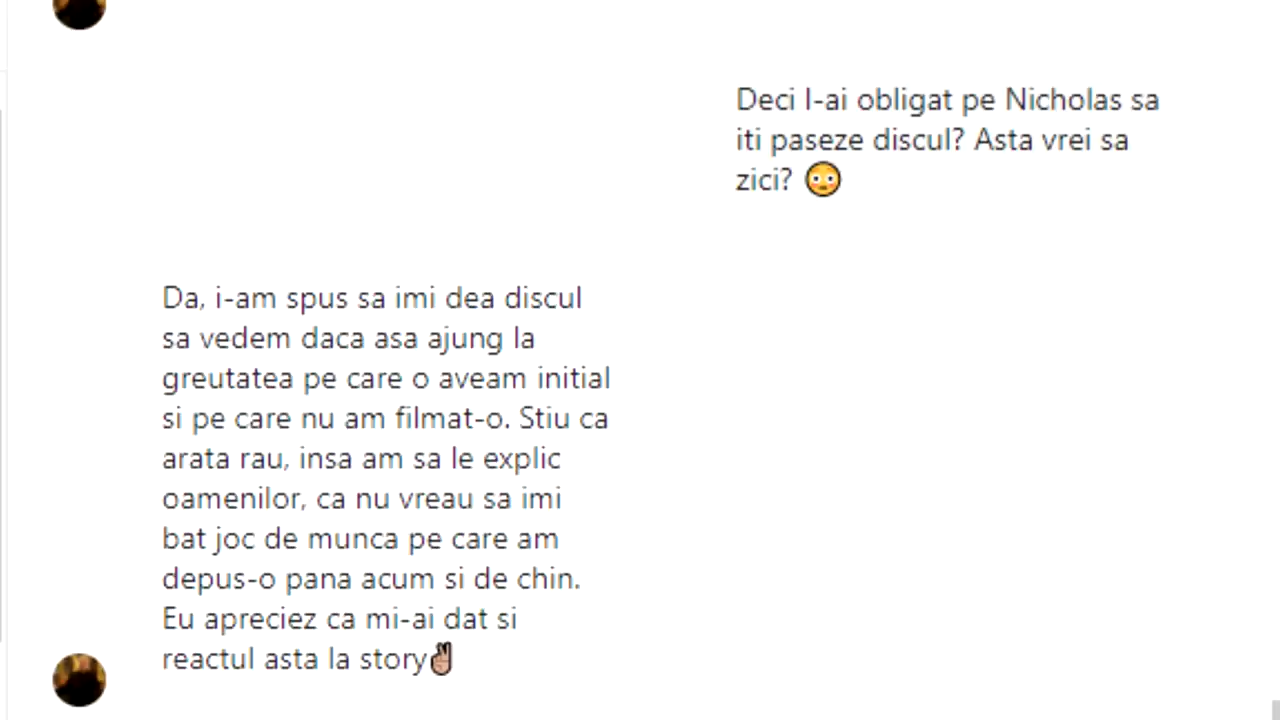 Deci l-ai obligat pe Nicholas sa
iti paseze discul? Asta vrei sa
zici? 😳
Da, i-am spus sa imi dea discul
sa vedem daca asa ajung la
greutatea pe care o aveam initial
si pe care nu am filmat-o. Stiu ca
arata rau, insa am sa le explic
oamenilor, ca nu vreau sa imi
bat joc de munca pe care am
depus-o pana acum si de chin.
Eu apreciez ca mi-ai dat si
reactul asta la story✌🏽